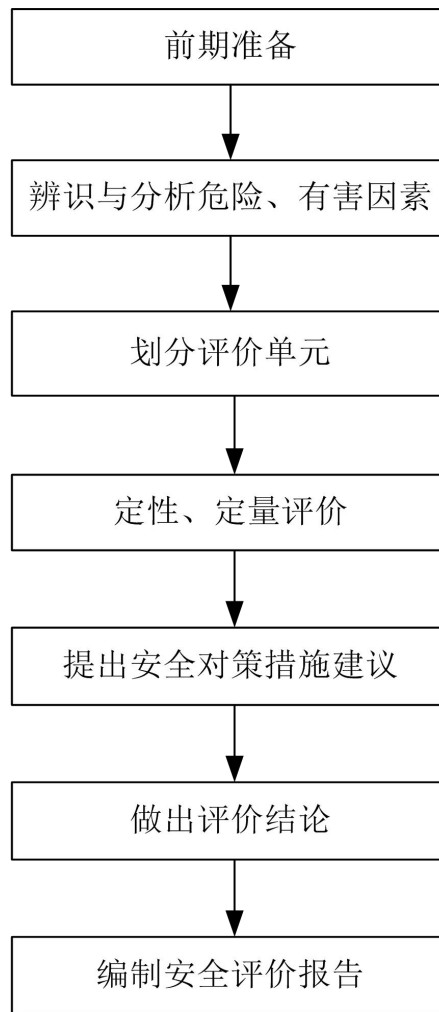 前期准备
辨识与分析危险、有害因素
划分评价单元
定性、定量评价
提出安全对策措施建议
做出评价结论
编制安全评价报告